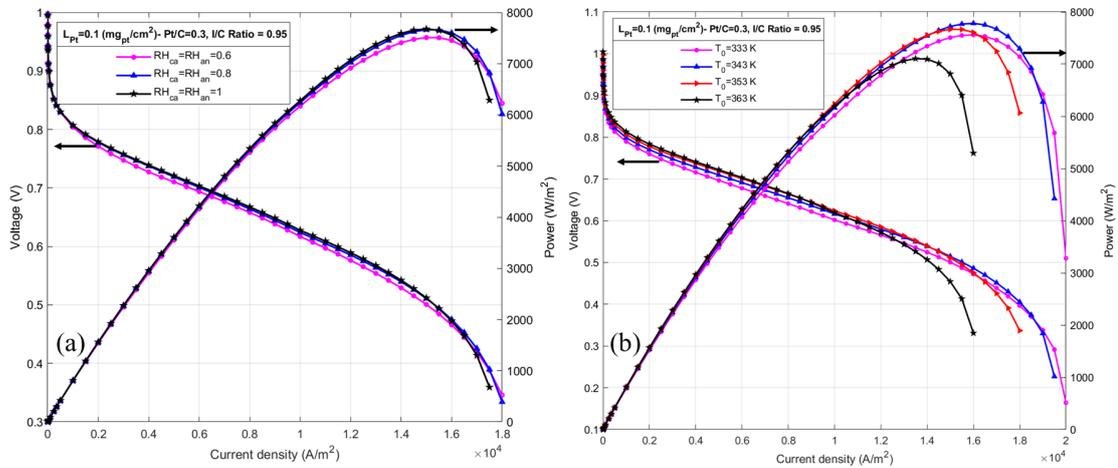 (a)
L_Pt=0.1 (mg_pt/cm²)- Pt/C=0.3, I/C Ratio = 0.95
RH_ca=RH_an=0.6
RH_ca=RH_an=0.8
RH_ca=RH_an=1
Voltage (V)
1
0.9
0.8
0.7
0.6
0.5
0.4
0.3
0 0.2 0.4 0.6 0.8 1 1.2 1.4 1.6 1.8
Current density (A/m²)
×10⁴
8000
7000
6000
5000
4000
3000
2000
1000
0
Power (W/m²)
(b)
L_Pt=0.1 (mg_pt/cm²)- Pt/C=0.3, I/C Ratio = 0.95
T₀=333 K
T₀=343 K
T₀=353 K
T₀=363 K
Voltage (V)
1.1
1
0.9
0.8
0.7
0.6
0.5
0.4
0.3
0.2
0.1
0 0.2 0.4 0.6 0.8 1 1.2 1.4 1.6 1.8 2
Current density (A/m²)
×10⁴
8000
7000
6000
5000
4000
3000
2000
1000
0
Power (W/m²)